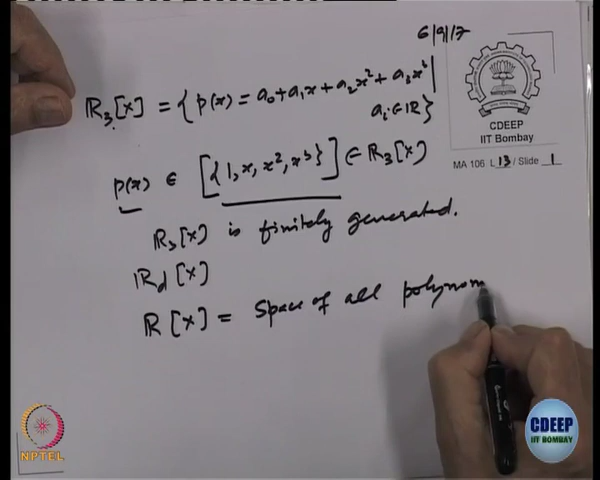 6/9/17
ℝ₃[x] = { p(x) = a₀ + a₁x + a₂x² + a₃x³ |
aᵢ ∈ ℝ }
CDEEP
IIT Bombay
MA 106 L 13 / Slide 1
p(x) ∈ [{1, x, x², x³}] ∈ ℝ₃[x]
ℝ₃[x] is finitely generated.
ℝd[x]
ℝ[x] = Space of all polynom
NPTEL
CDEEP
IIT BOMBAY